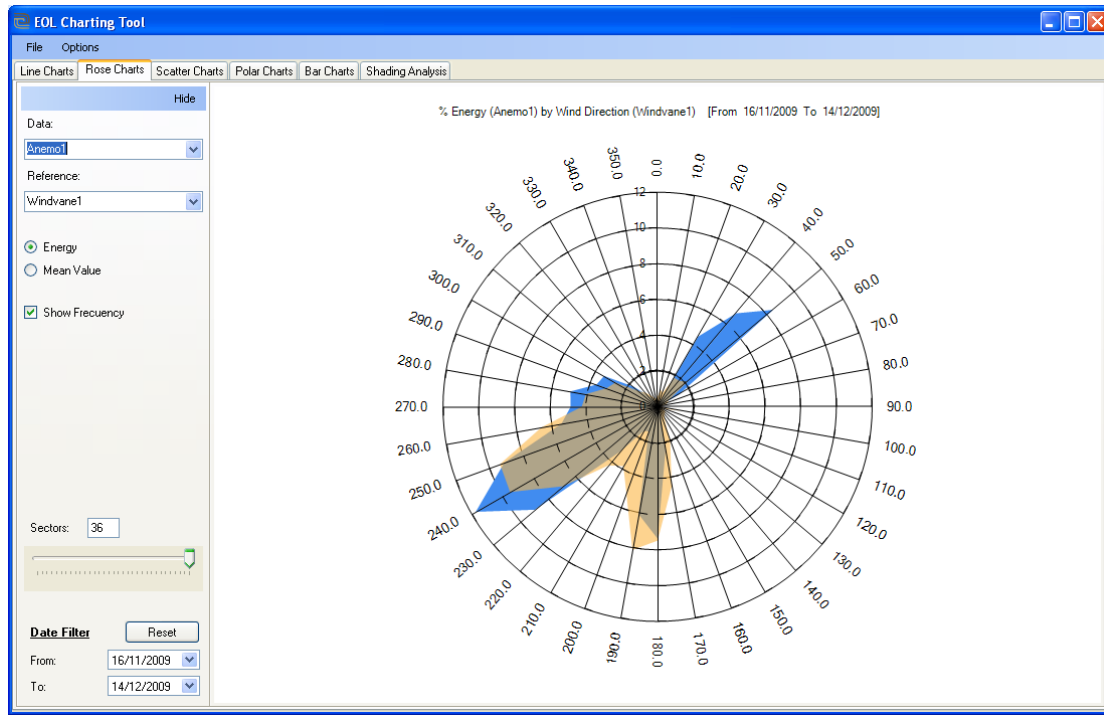 EOL Charting Tool
File Options
Line Charts Rose Charts Scatter Charts Polar Charts Bar Charts Shading Analysis
Hide
Data:
Anemo1
Reference:
Windvane1
Energy
Mean Value
Show Frecuency
Sectors: 36
Date Filter Reset
From: 16/11/2009
To: 14/12/2009
% Energy (Anemo1) by Wind Direction (Windvane1) [From 16/11/2009 To 14/12/2009]
0.0
10.0
20.0
30.0
40.0
50.0
60.0
70.0
80.0
90.0
100.0
110.0
120.0
130.0
140.0
150.0
160.0
170.0
180.0
190.0
200.0
210.0
220.0
230.0
240.0
250.0
260.0
270.0
280.0
290.0
300.0
310.0
320.0
330.0
340.0
350.0
12
10
8
6
4
2
0